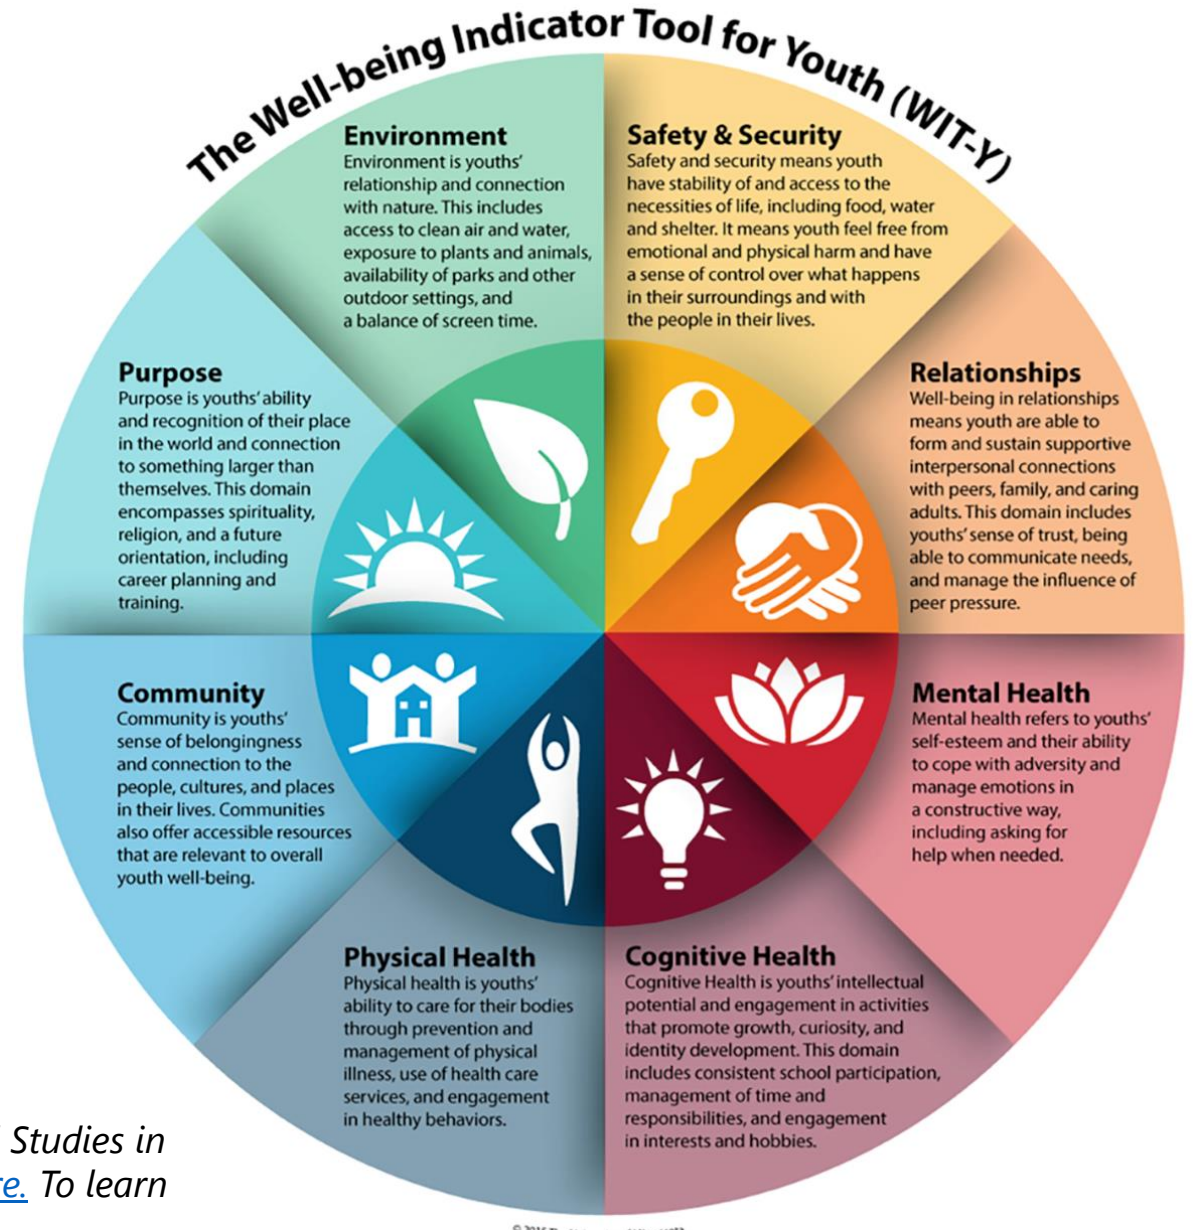 The Well-being Indicator Tool for Youth (WIT-Y)
Environment
Environment is youths'
relationship and connection
with nature. This includes
access to clean air and water,
exposure to plants and animals,
availability of parks and other
outdoor settings, and
a balance of screen time.
Safety & Security
Safety and security means youth
have stability of and access to the
necessities of life, including food, water
and shelter. It means youth feel free from
emotional and physical harm and have
a sense of control over what happens
in their surroundings and with
the people in their lives.
Relationships
Well-being in relationships
means youth are able to
form and sustain supportive
interpersonal connections
with peers, family, and caring
adults. This domain includes
youths' sense of trust, being
able to communicate needs,
and manage the influence of
peer pressure.
Mental Health
Mental health refers to youths'
self-esteem and their ability
to cope with adversity and
manage emotions in
a constructive way,
including asking for
help when needed.
Cognitive Health
Cognitive Health is youths' intellectual
potential and engagement in activities
that promote growth, curiosity, and
identity development. This domain
includes consistent school participation,
management of time and
responsibilities, and engagement
in interests and hobbies.
Physical Health
Physical health is youths'
ability to care for their bodies
through prevention and
management of physical
illness, use of health care
services, and engagement
in healthy behaviors.
Community
Community is youths'
sense of belongingness
and connection to the
people, cultures, and places
in their lives. Communities
also offer accessible resources
that are relevant to overall
youth well-being.
Purpose
Purpose is youths' ability
and recognition of their place
in the world and connection
to something larger than
themselves. This domain
encompasses spirituality,
religion, and a future
orientation, including
career planning and
training.
Studies in
re. To learn